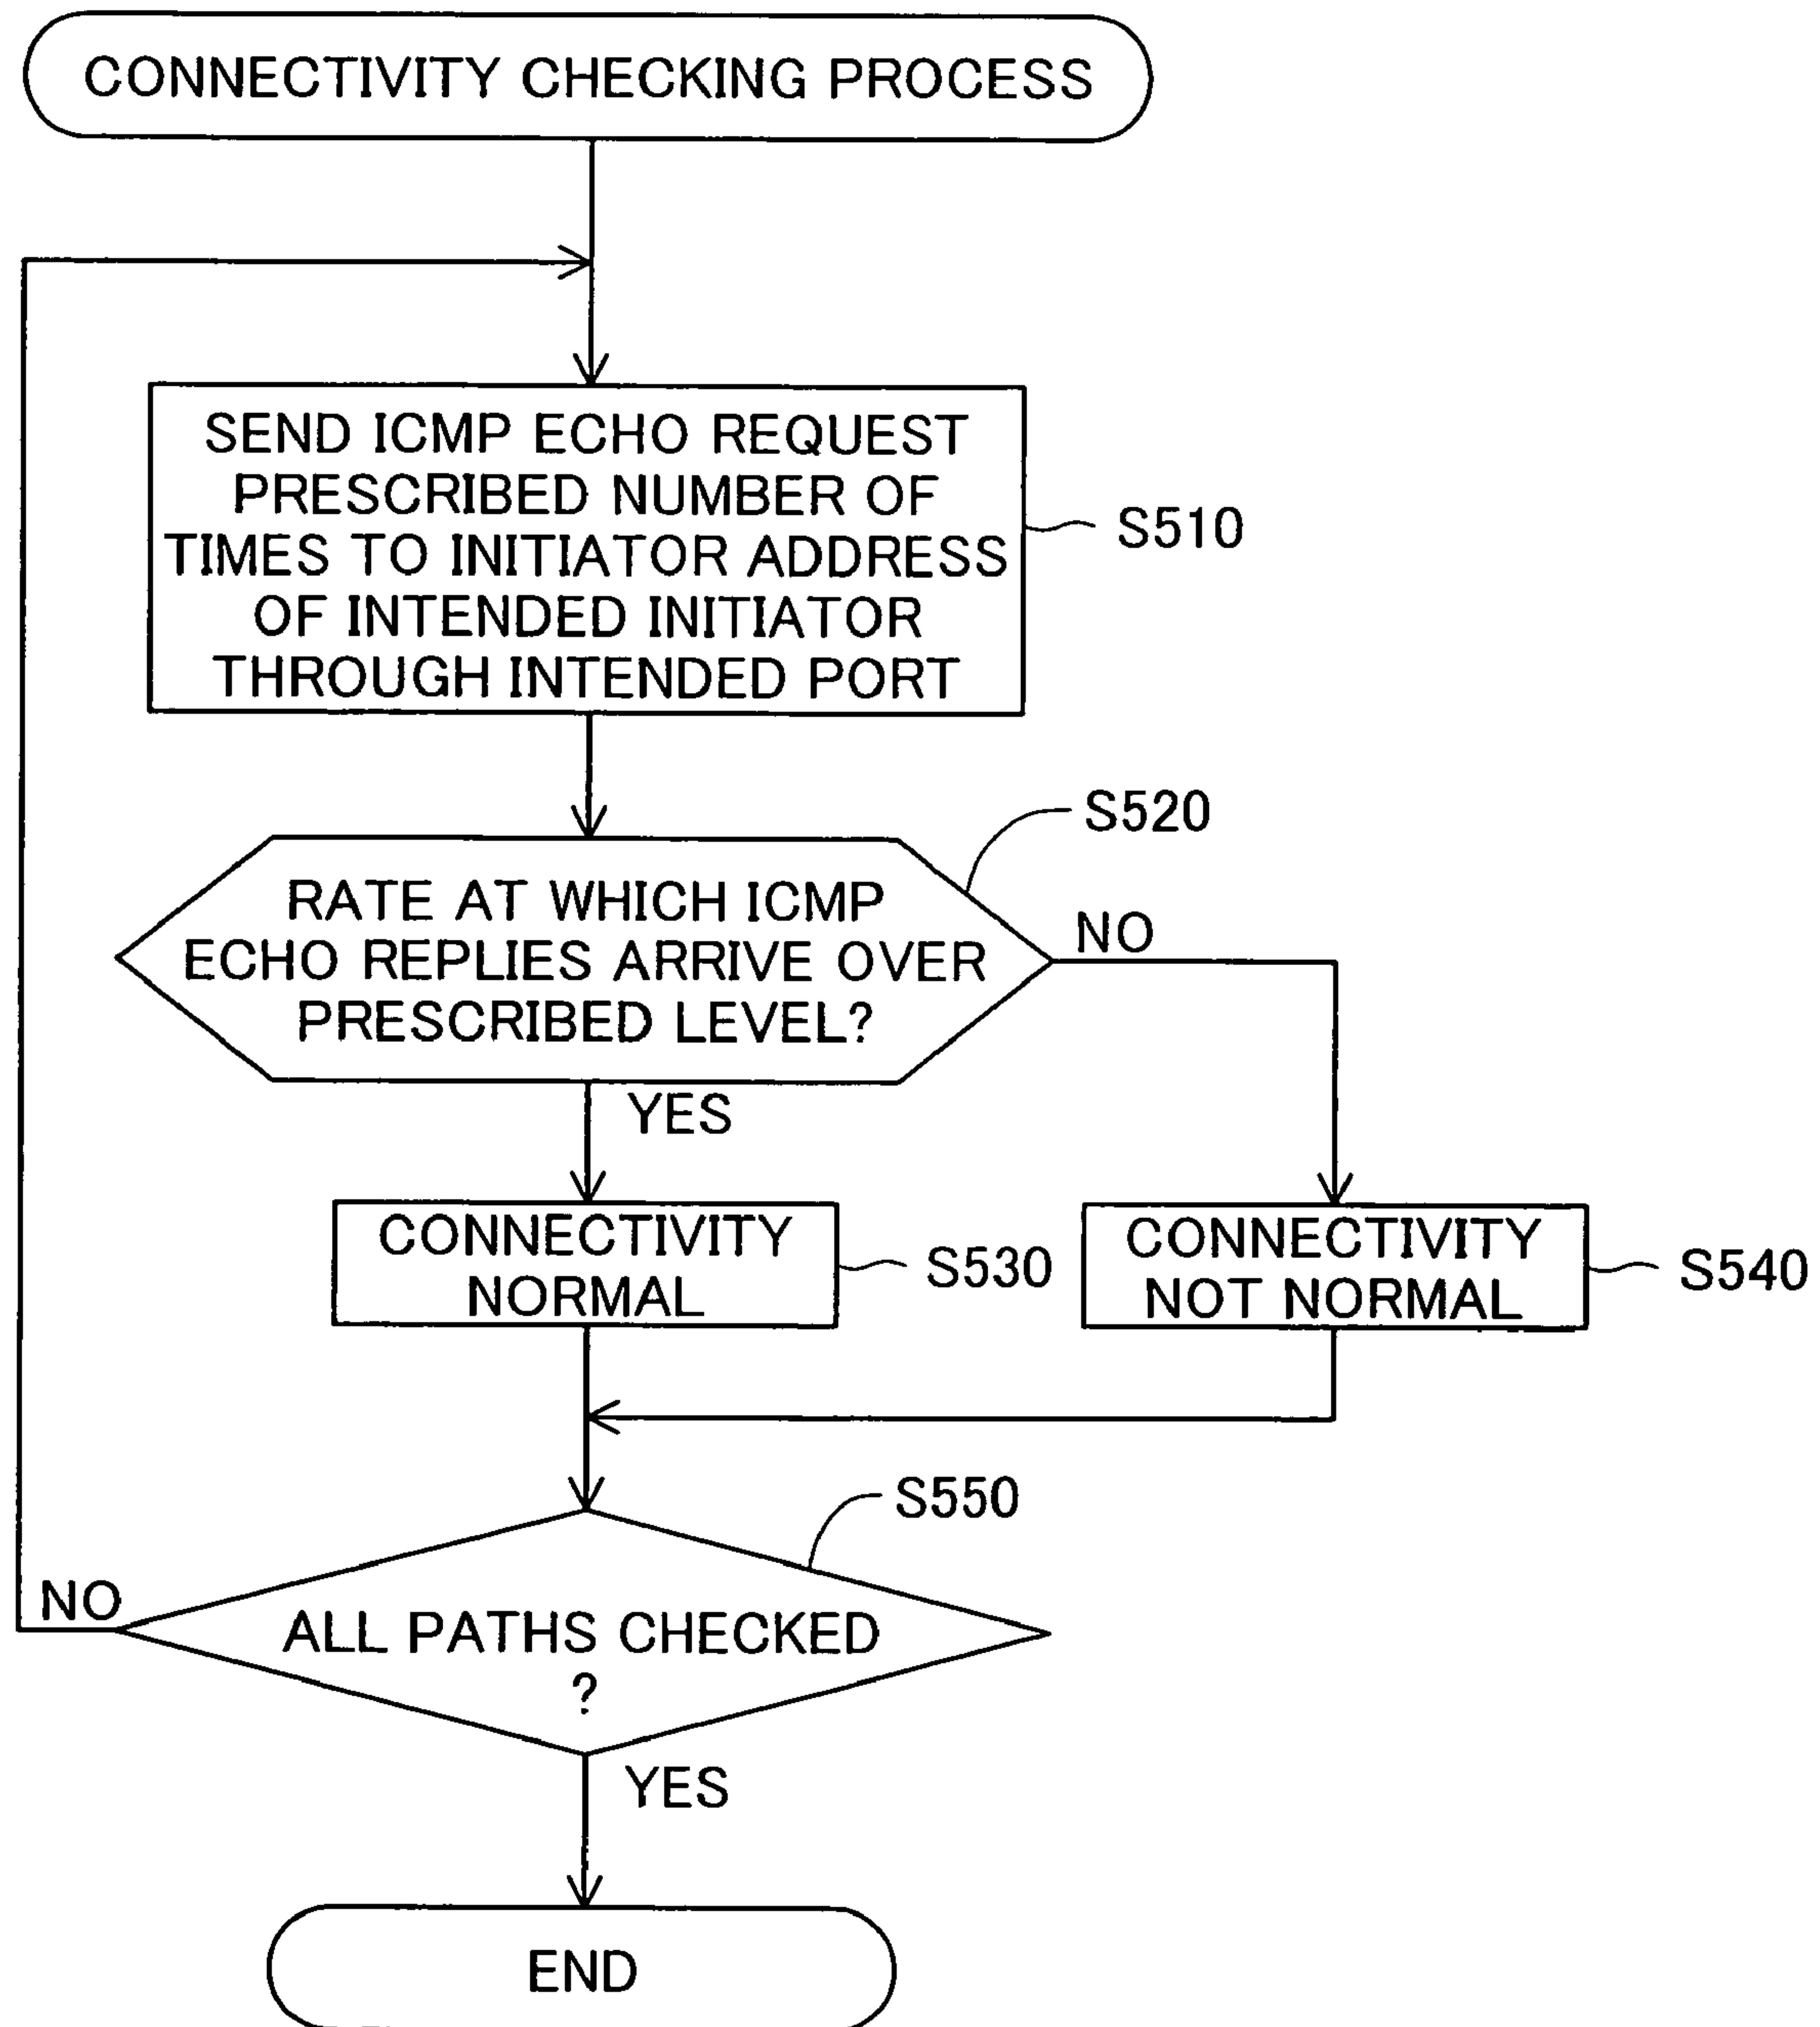 CONNECTIVITY CHECKING PROCESS
SEND ICMP ECHO REQUEST
PRESCRIBED NUMBER OF
TIMES TO INITIATOR ADDRESS
OF INTENDED INITIATOR
THROUGH INTENDED PORT
S510
S520
RATE AT WHICH ICMP
ECHO REPLIES ARRIVE OVER
PRESCRIBED LEVEL?
NO
YES
CONNECTIVITY
NORMAL
S530
CONNECTIVITY
NOT NORMAL
S540
S550
NO
ALL PATHS CHECKED
?
YES
END